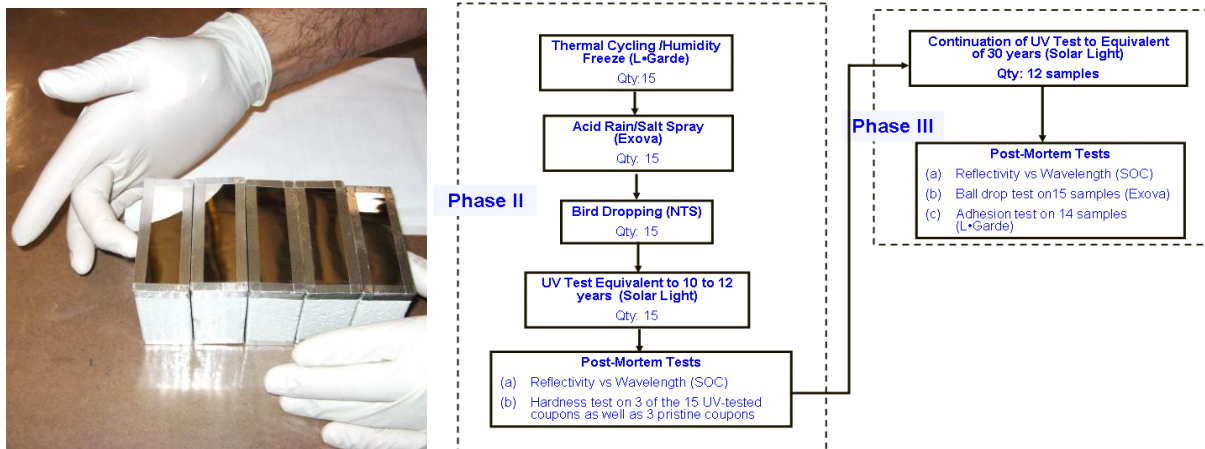 Thermal Cycling /Humidity
Freeze (L•Garde)
Qty:15
Acid Rain/Salt Spray
(Exova)
Qty: 15
Phase II
Bird Dropping (NTS)
Qty: 15
UV Test Equivalent to 10 to 12
years (Solar Light)
Qty: 15
Post-Mortem Tests
(a) Reflectivity vs Wavelength (SOC)
(b) Hardness test on 3 of the 15 UV-tested
coupons as well as 3 pristine coupons
Continuation of UV Test to Equivalent
of 30 years (Solar Light)
Qty: 12 samples
Phase III
Post-Mortem Tests
(a) Reflectivity vs Wavelength (SOC)
(b) Ball drop test on15 samples (Exova)
(c) Adhesion test on 14 samples
(L•Garde)